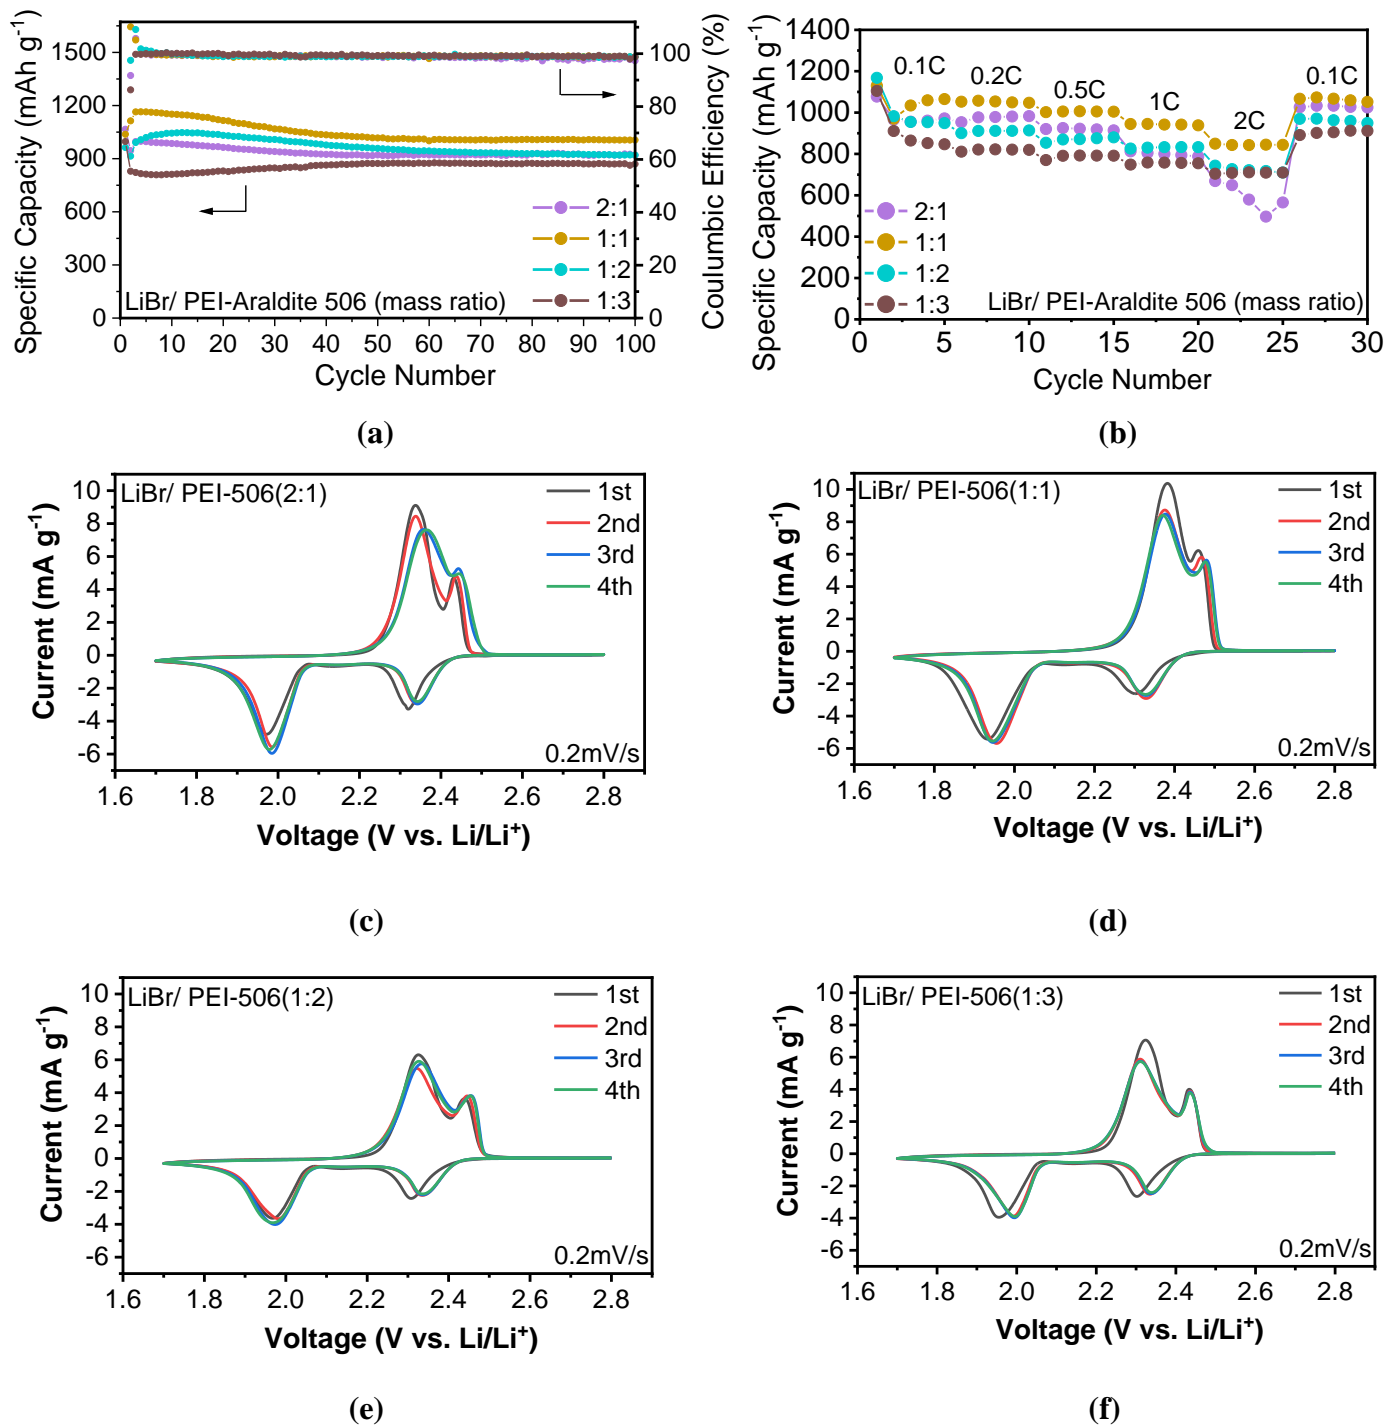 Specific Capacity (mAh g-1)
1500
1200
900
600
300
0
0 10 20 30 40 50 60 70 80 90 100
Cycle Number
100
80
60
40
20
0
Coulumbic Efficiency (%)
2:1
1:1
1:2
1:3
LiBr/ PEI-Araldite 506 (mass ratio)
(a)
Specific Capacity (mAh g-1)
1400
1200
1000
800
600
400
200
0
0 5 10 15 20 25 30
Cycle Number
0.1C 0.2C 0.5C 1C 2C 0.1C
2:1
1:1
1:2
1:3
LiBr/ PEI-Araldite 506 (mass ratio)
(b)
LiBr/ PEI-506(2:1)
1st
2nd
3rd
4th
Current (mA g-1)
10
8
6
4
2
0
-2
-4
-6
0.2mV/s
1.6 1.8 2.0 2.2 2.4 2.6 2.8
Voltage (V vs. Li/Li+)
(c)
LiBr/ PEI-506(1:1)
1st
2nd
3rd
4th
Current (mA g-1)
10
8
6
4
2
0
-2
-4
-6
0.2mV/s
1.6 1.8 2.0 2.2 2.4 2.6 2.8
Voltage (V vs. Li/Li+)
(d)
LiBr/ PEI-506(1:2)
1st
2nd
3rd
4th
Current (mA g-1)
10
8
6
4
2
0
-2
-4
-6
0.2mV/s
1.6 1.8 2.0 2.2 2.4 2.6 2.8
Voltage (V vs. Li/Li+)
(e)
LiBr/ PEI-506(1:3)
1st
2nd
3rd
4th
Current (mA g-1)
10
8
6
4
2
0
-2
-4
-6
0.2mV/s
1.6 1.8 2.0 2.2 2.4 2.6 2.8
Voltage (V vs. Li/Li+)
(f)